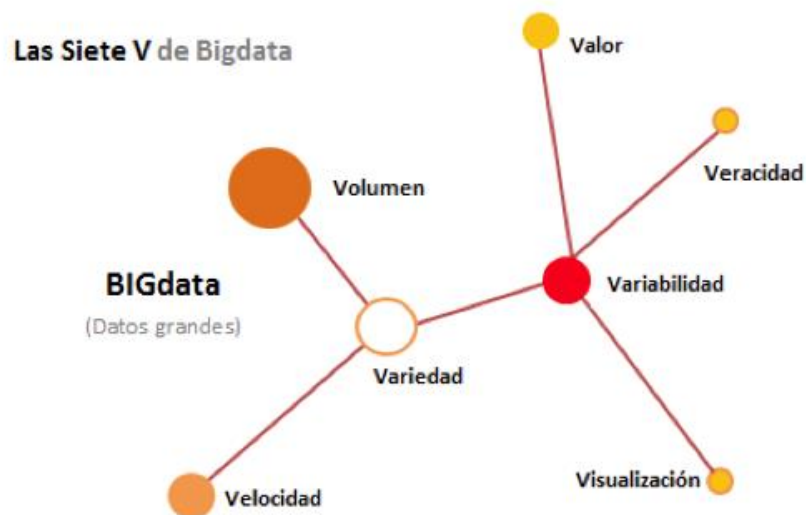 Las Siete V de Bigdata
Valor
Veracidad
Volumen
BIGdata
(Datos grandes)
Variabilidad
Variedad
Velocidad
Visualización